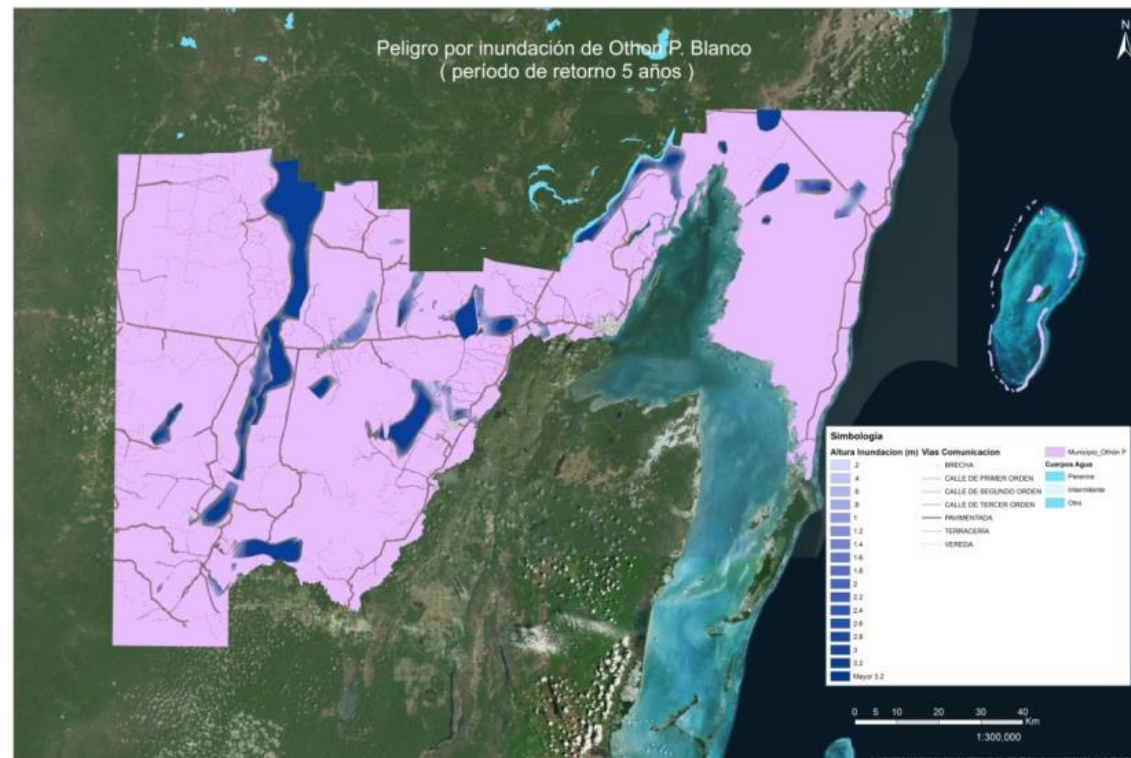 Peligro por inundación de Othon P. Blanco
( período de retorno 5 años )
N
Simbología
Altura Inundacion (m)
.2
.4
.6
.8
1
1.2
1.4
1.6
1.8
2
2.2
2.4
2.6
2.8
3
3.2
Mayor 3.2
Vias Comunicacion
BRECHA
CALLE DE PRIMER ORDEN
CALLE DE SEGUNDO ORDEN
CALLE DE TERCER ORDEN
PAVIMENTADA
TERRACERÍA
VEREDA
Municipio_Othón P
Cuerpos Agua
Perenne
Intermitente
Otro
0 5 10 20 30 40
Km
1:300,000